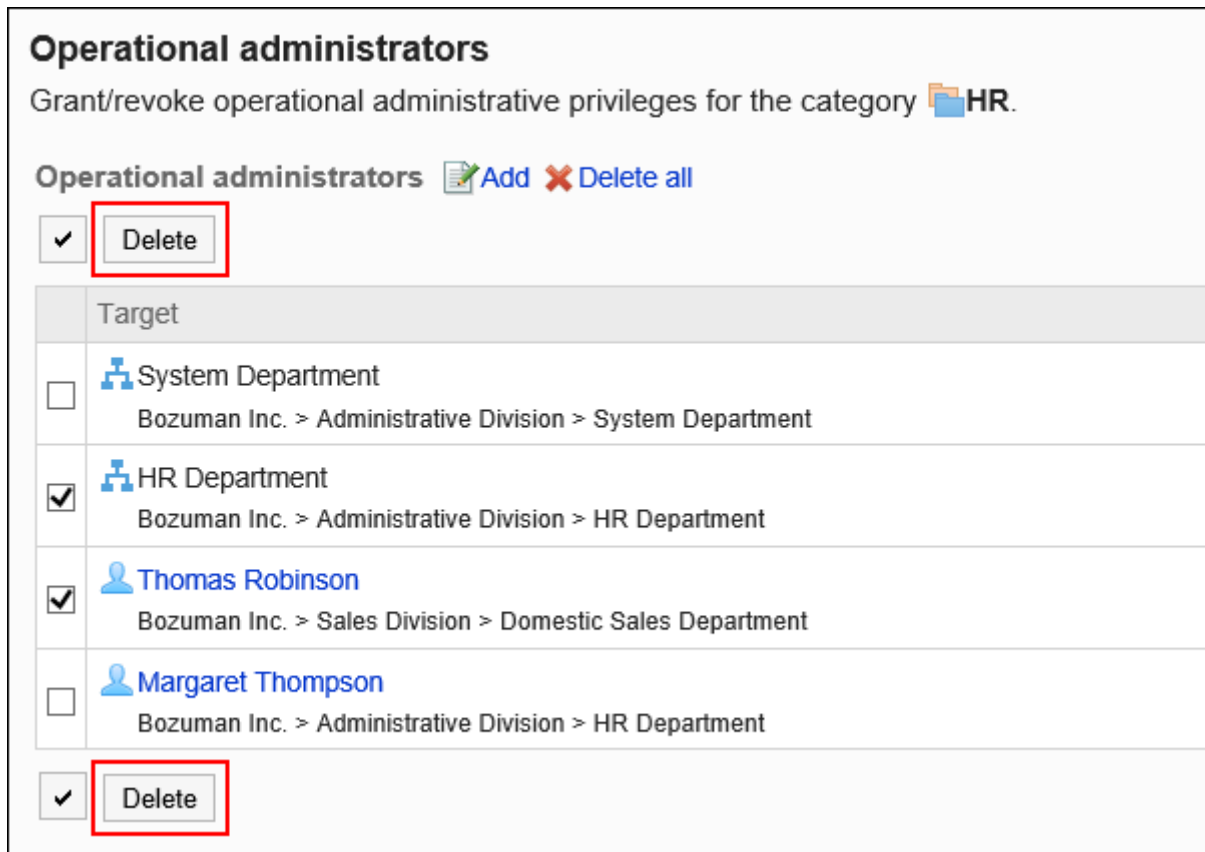 Operational administrators
Grant/revoke operational administrative privileges for the category HR.
Operational administrators Add Delete all
Delete
Target
System Department
Bozuman Inc. > Administrative Division > System Department
HR Department
Bozuman Inc. > Administrative Division > HR Department
Thomas Robinson
Bozuman Inc. > Sales Division > Domestic Sales Department
Margaret Thompson
Bozuman Inc. > Administrative Division > HR Department
Delete